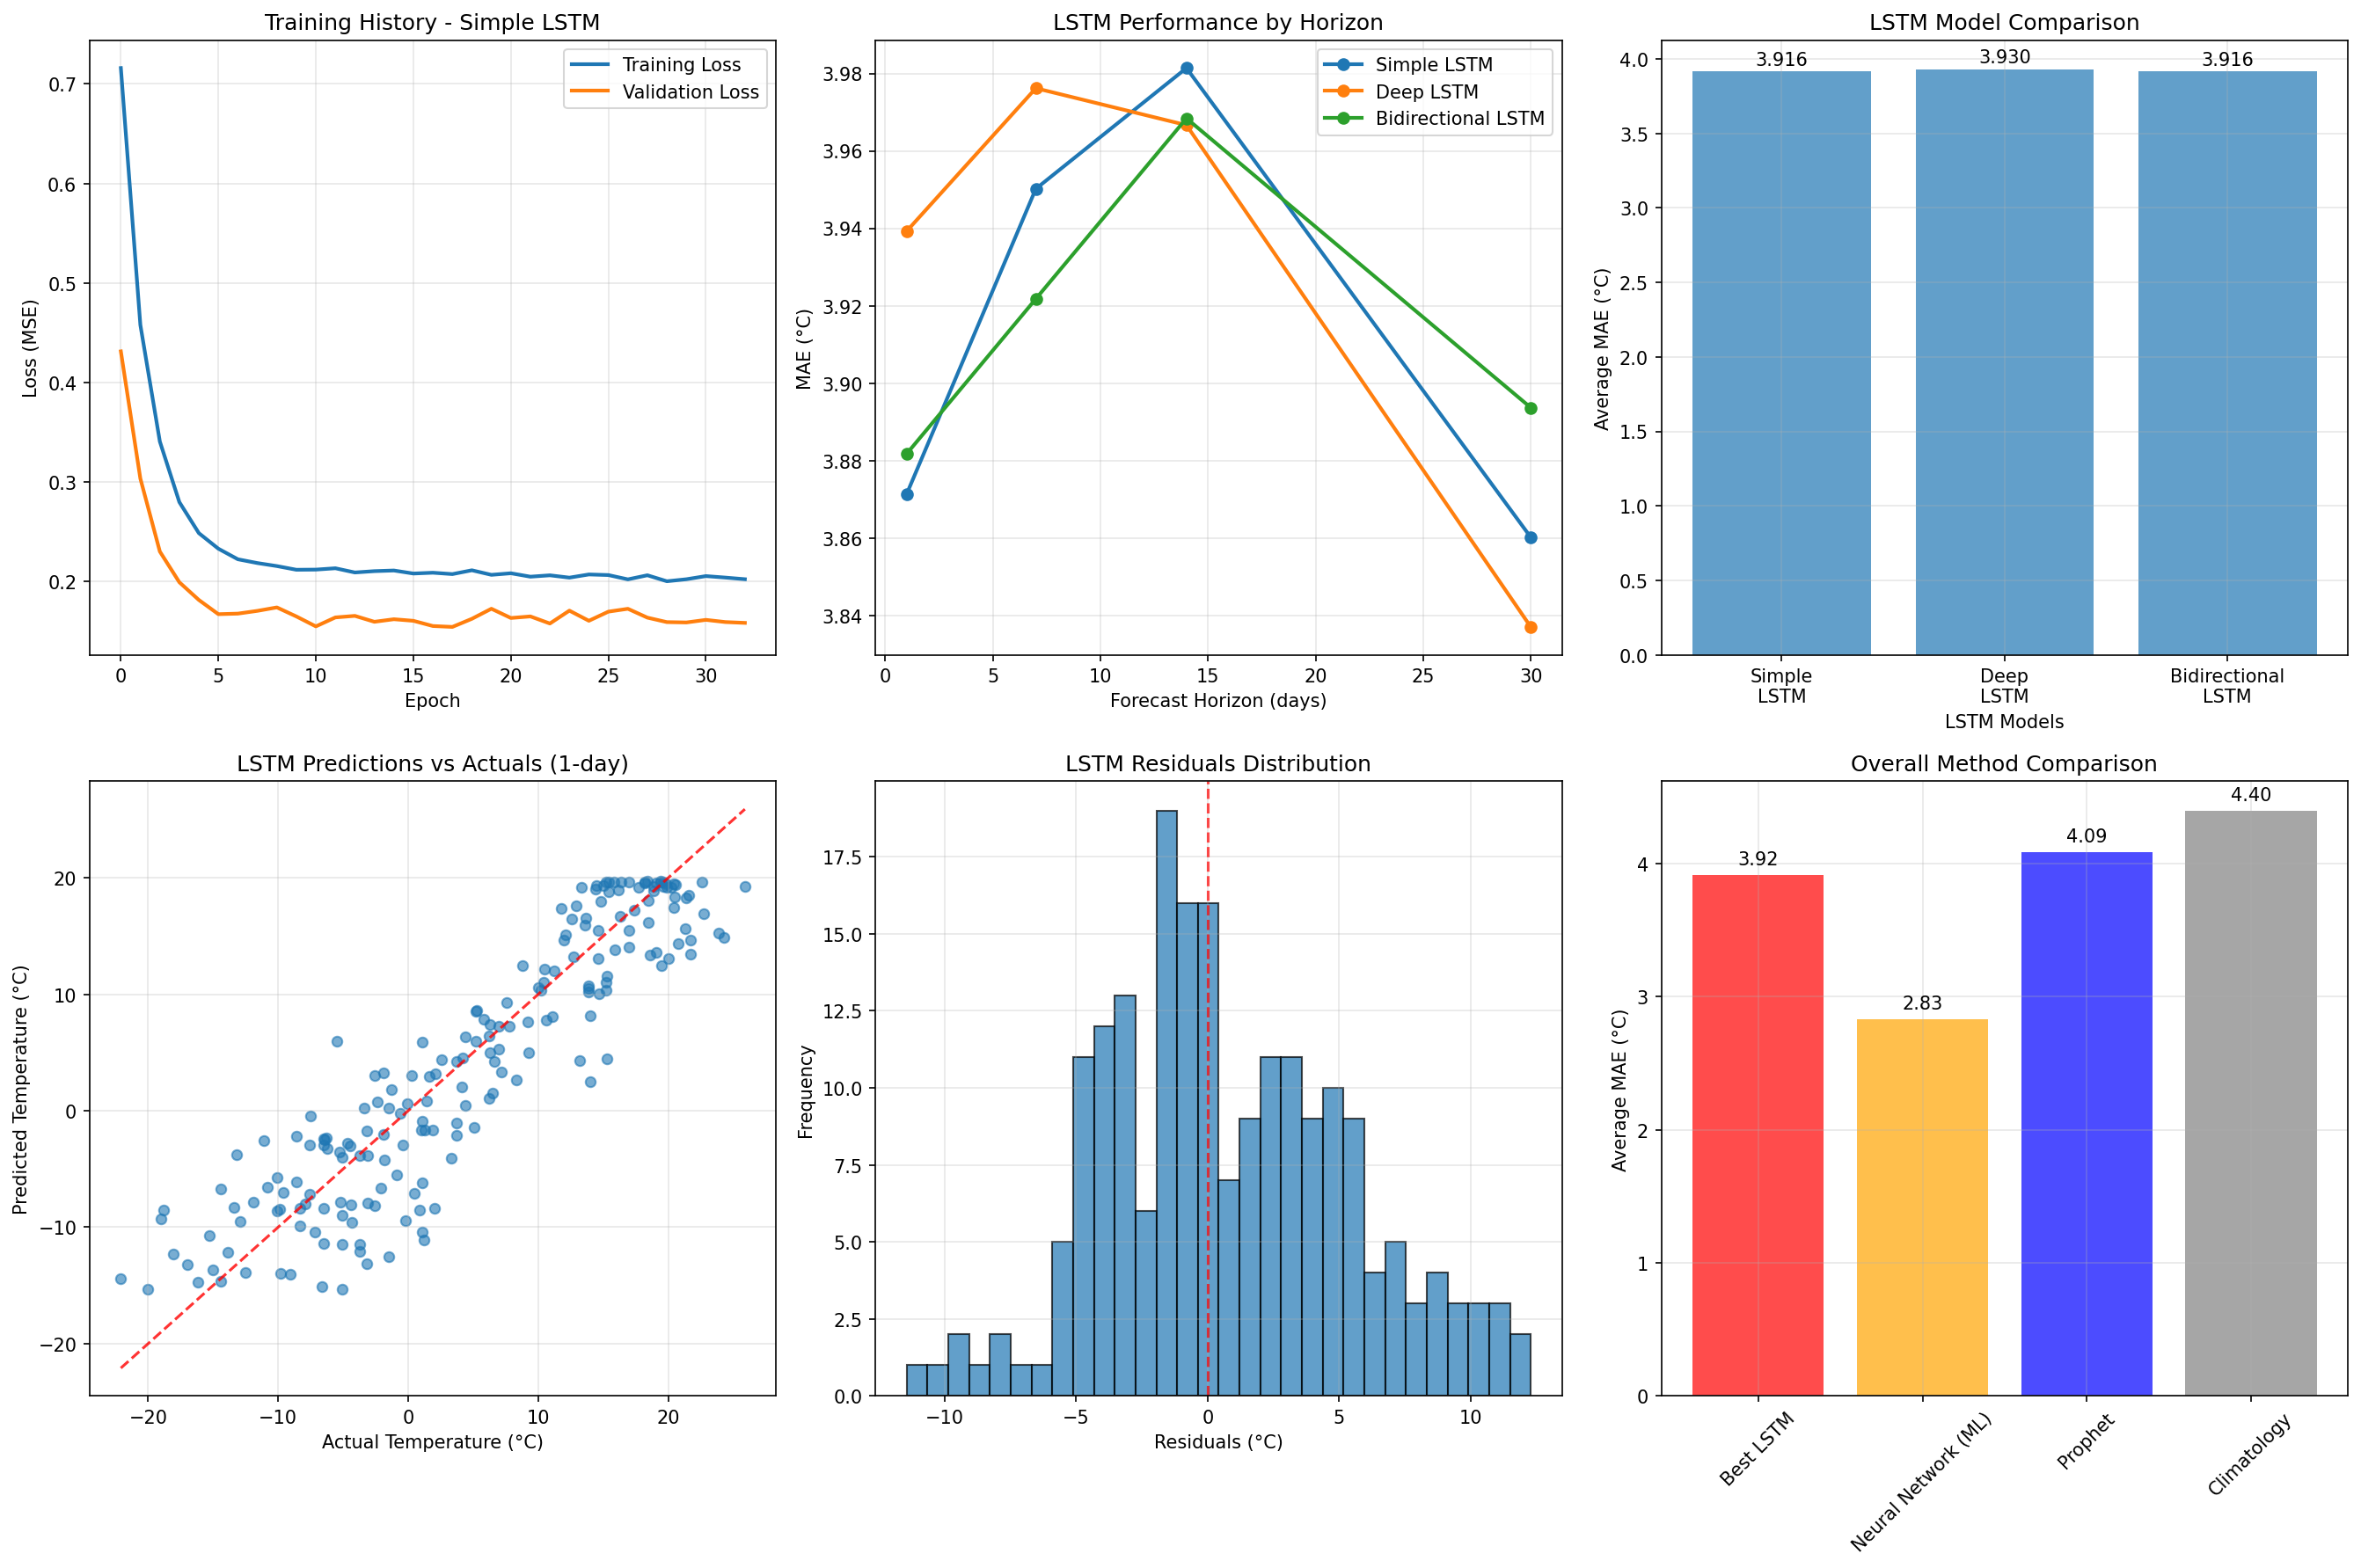 Training History - Simple LSTM
Training Loss
Validation Loss
0.7
0.6
0.5
0.4
0.3
0.2
Loss (MSE)
0 5 10 15 20 25 30
Epoch
LSTM Performance by Horizon
Simple LSTM
Deep LSTM
Bidirectional LSTM
3.98
3.96
3.94
3.92
3.90
3.88
3.86
3.84
MAE (°C)
0 5 10 15 20 25 30
Forecast Horizon (days)
LSTM Model Comparison
3.916 3.930 3.916
4.0
3.5
3.0
2.5
2.0
1.5
1.0
0.5
0.0
Average MAE (°C)
Simple
LSTM
Deep
LSTM
Bidirectional
LSTM
LSTM Models
LSTM Predictions vs Actuals (1-day)
20
10
0
−10
−20
Predicted Temperature (°C)
−20 −10 0 10 20
Actual Temperature (°C)
LSTM Residuals Distribution
17.5
15.0
12.5
10.0
7.5
5.0
2.5
0.0
Frequency
−10 −5 0 5 10
Residuals (°C)
Overall Method Comparison
3.92
2.83
4.09
4.40
4
3
2
1
0
Average MAE (°C)
Best LSTM
Neural Network (ML)
Prophet
Climatology